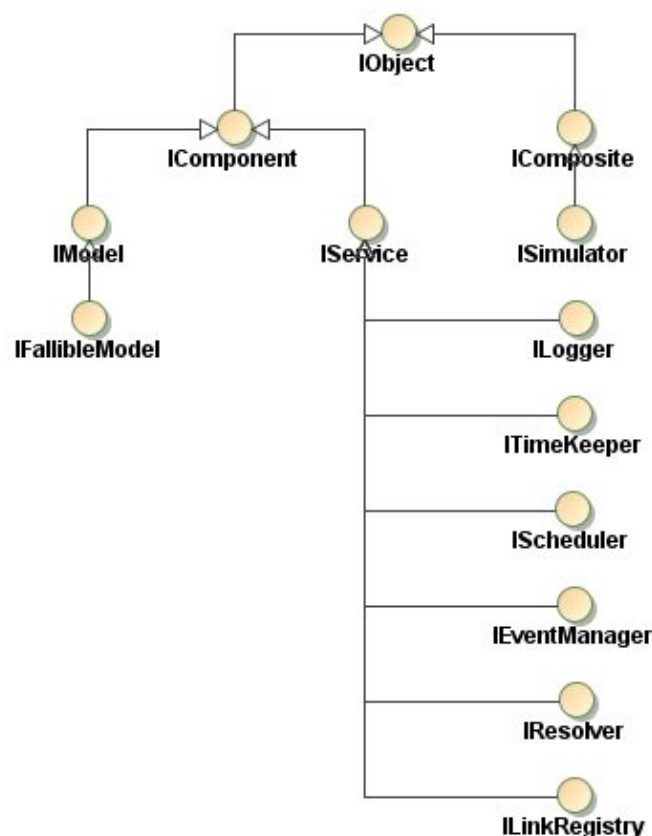 IObject
IComponent
IComposite
IModel
IService
ISimulator
IFallibleModel
ILogger
ITimeKeeper
IScheduler
IEventManager
IResolver
ILinkRegistry